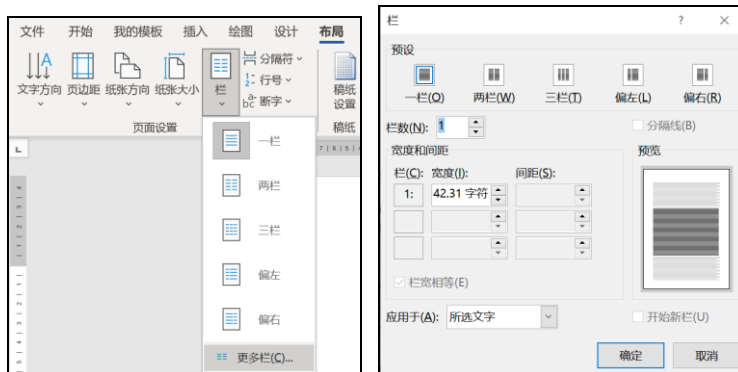 文件 开始 我的模板 插入 绘图 设计 布局
文字方向 页边距 纸张方向 纸张大小 栏
分隔符
行号
bc 断字
稿纸
设置
页面设置 稿纸
一栏
两栏
三栏
偏左
偏右
更多栏(C)...
栏 ? ×
预设
一栏(O) 两栏(W) 三栏(T) 偏左(L) 偏右(R)
栏数(N): 1 分隔线(B)
宽度和间距 预览
栏(C): 宽度(I): 间距(S):
1: 42.31 字符
栏宽相等(E)
应用于(A): 所选文字 开始新栏(U)
确定 取消